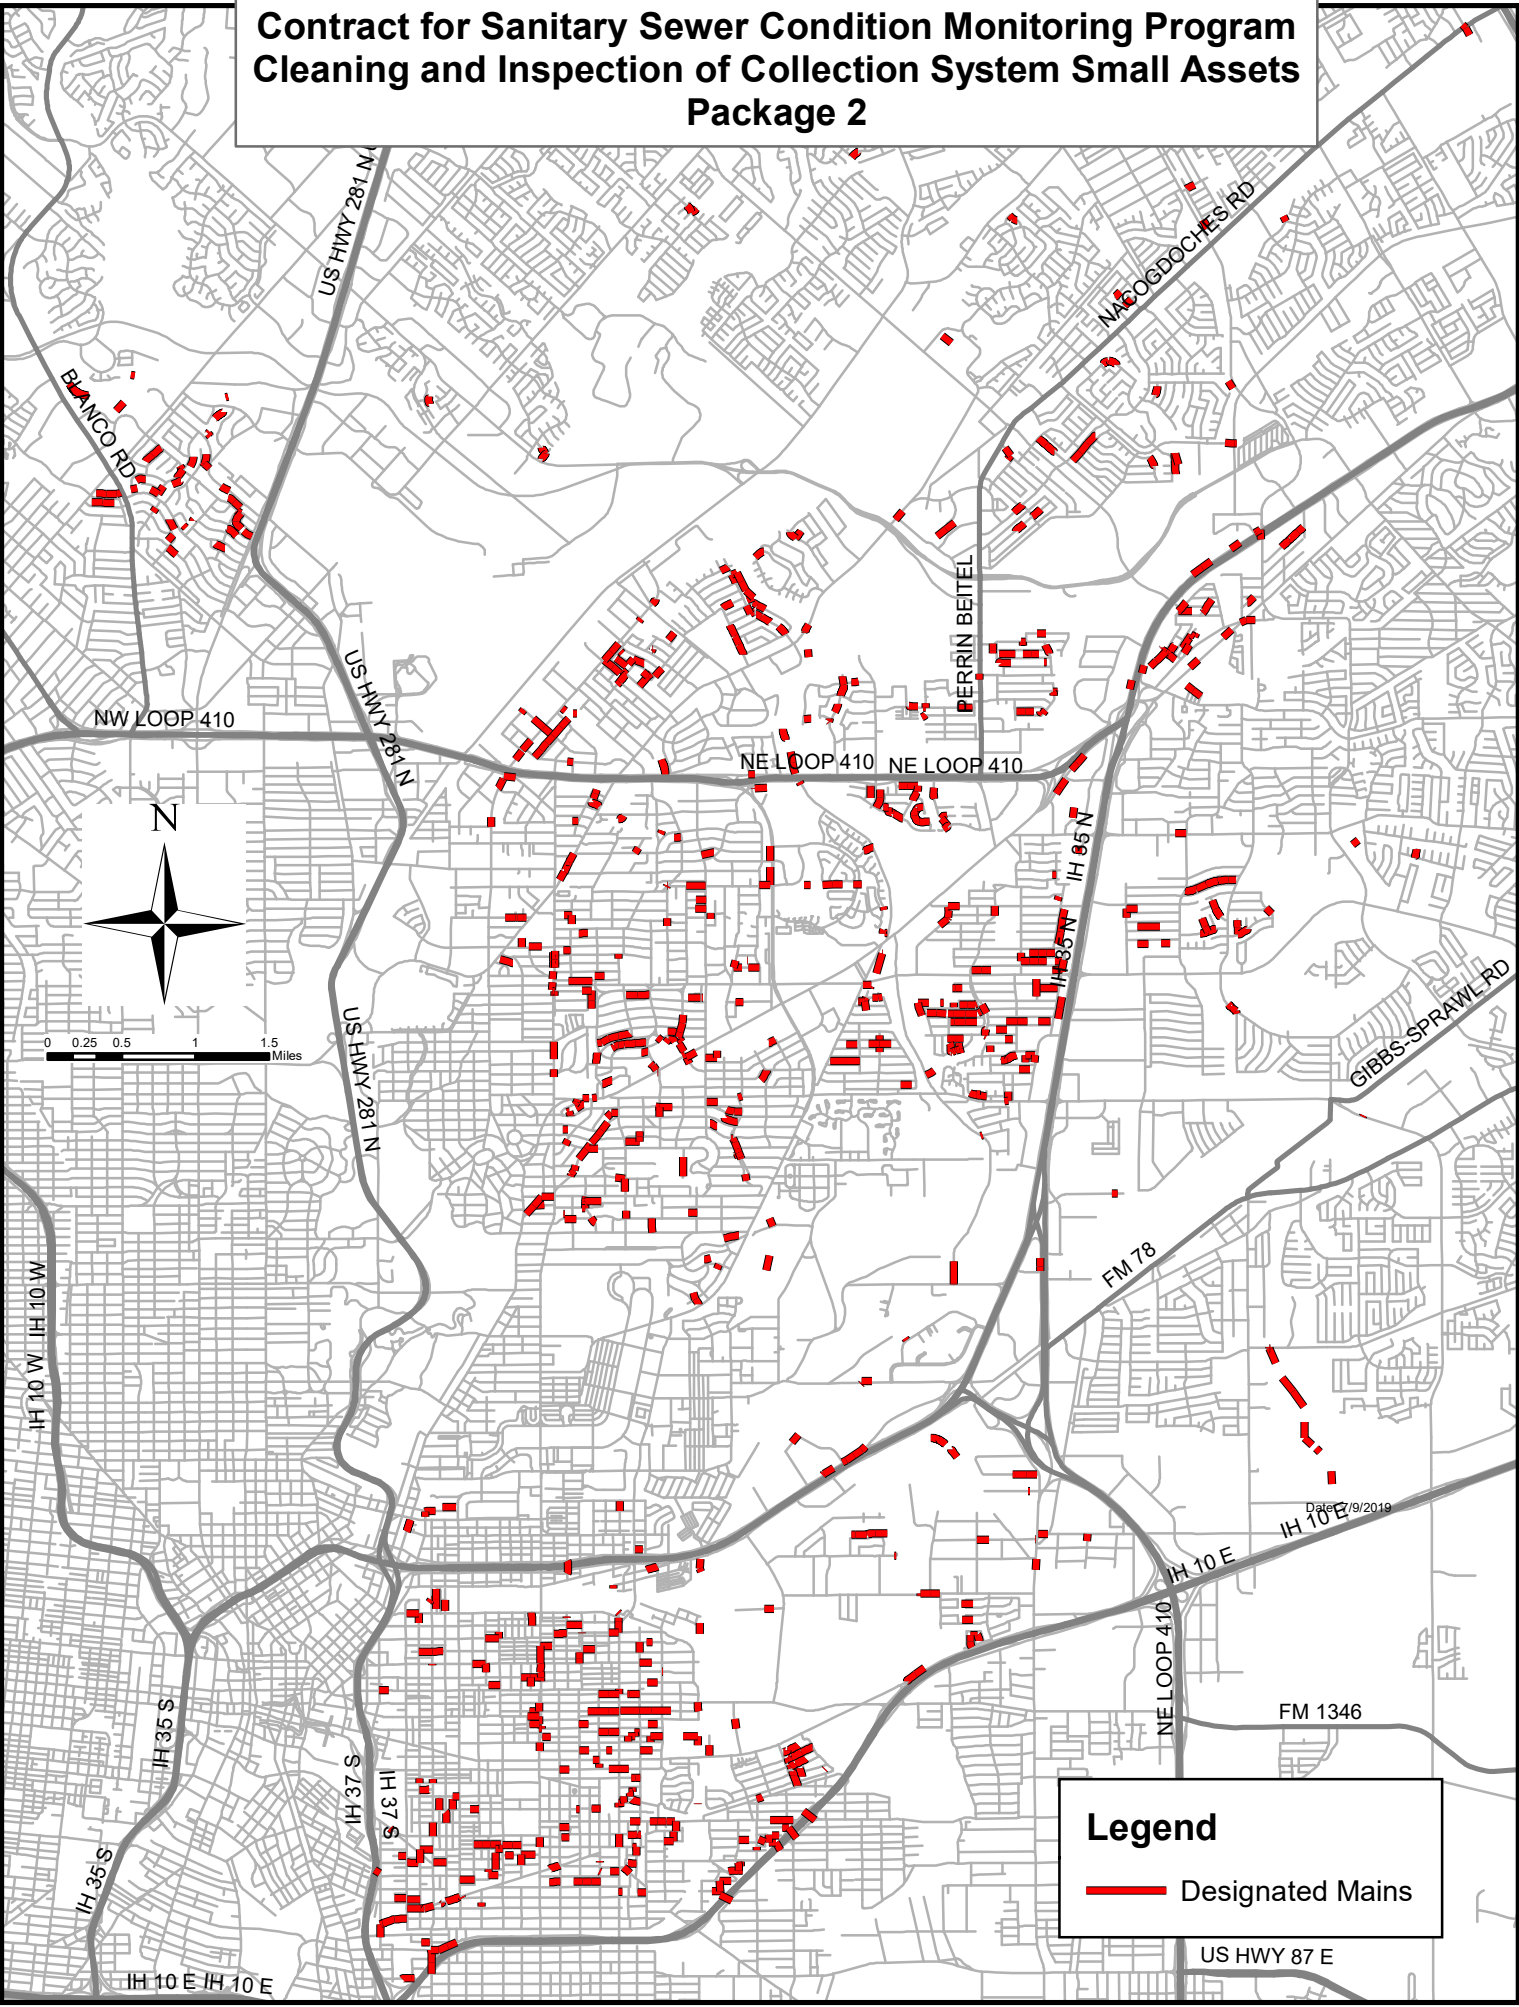 Contract for Sanitary Sewer Condition Monitoring Program
Cleaning and Inspection of Collection System Small Assets
Package 2
US HWY 281 N
NACOGDOCHES RD
BLANCO RD
PERRIN BEITEL
US HWY 281 N
NW LOOP 410
NE LOOP 410
NE LOOP 410
N
IH 35 N
IH 35 N
GIBBS-SPRAWL RD
US HWY 281 N
0 0.25 0.5 1 1.5
Miles
FM 78
IH 10 W
IH 10 W
Date: 7/9/2019
IH 10 E
IH 10 E
NE LOOP 410
FM 1346
IH 35 S
IH 37 S
IH 37 S
IH 35 S
Legend
Designated Mains
US HWY 87 E
IH 10 E
IH 10 E